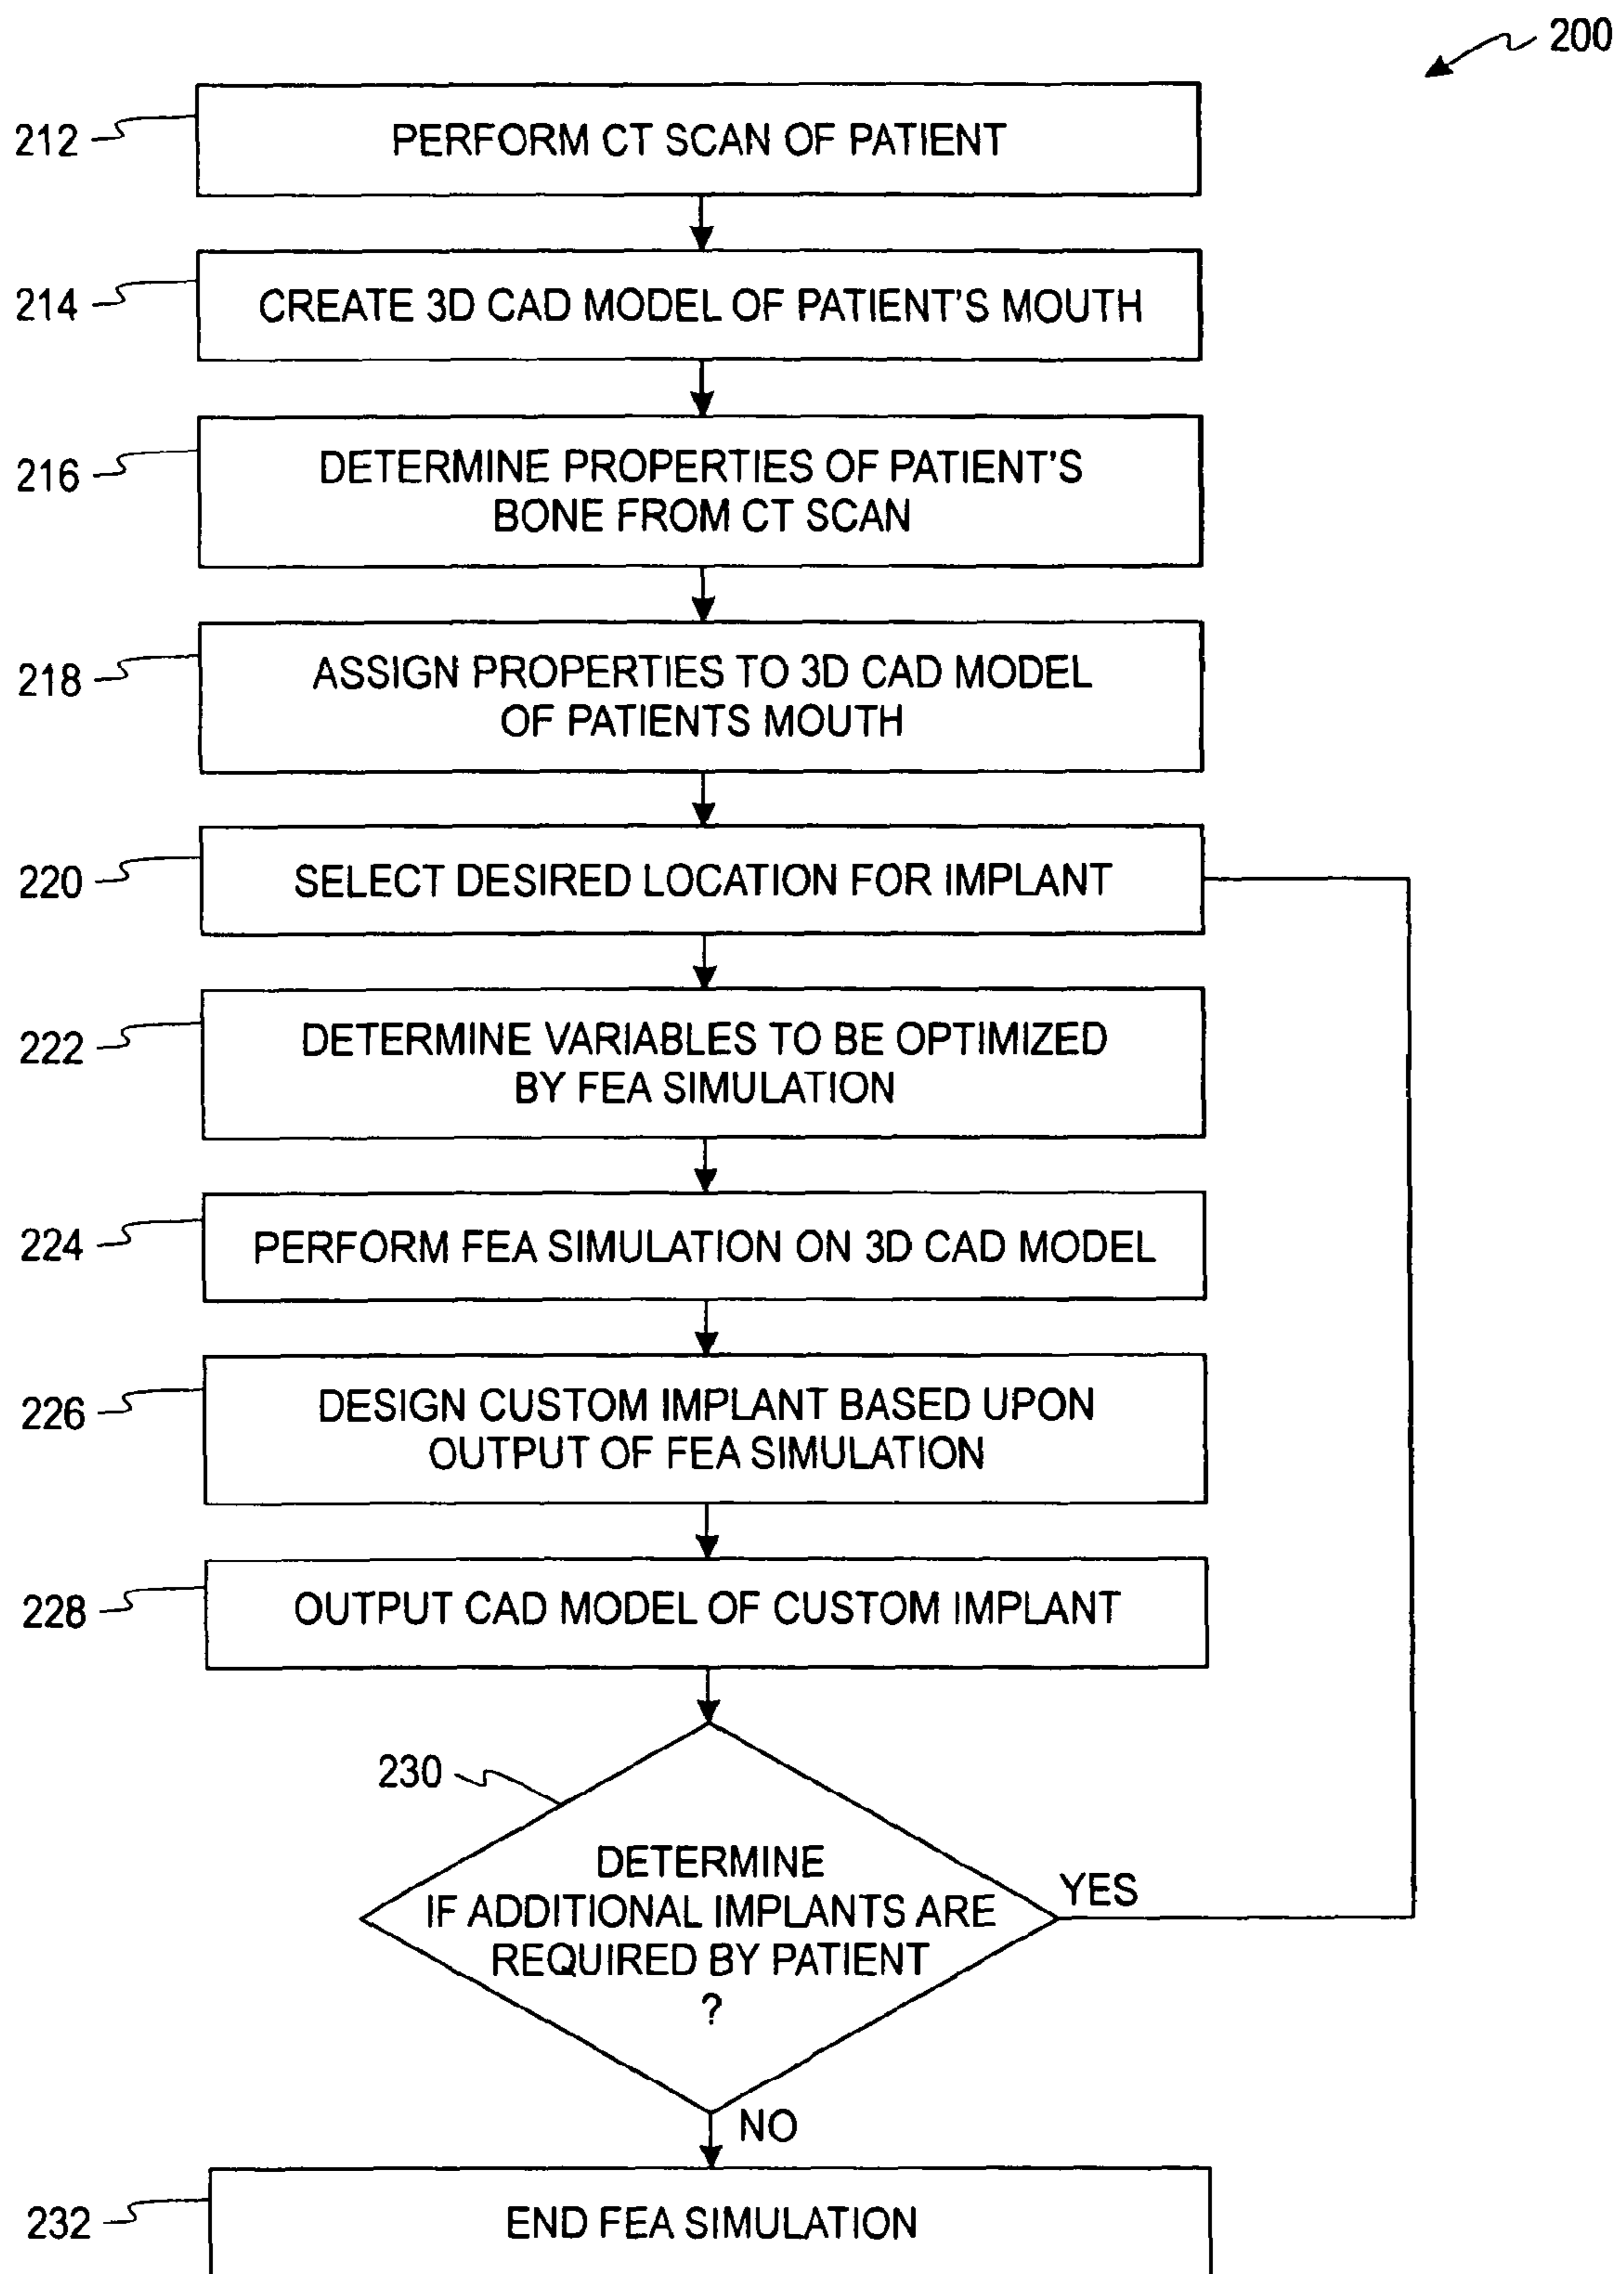 200
212
PERFORM CT SCAN OF PATIENT
214
CREATE 3D CAD MODEL OF PATIENT'S MOUTH
216
DETERMINE PROPERTIES OF PATIENT'S
BONE FROM CT SCAN
218
ASSIGN PROPERTIES TO 3D CAD MODEL
OF PATIENTS MOUTH
220
SELECT DESIRED LOCATION FOR IMPLANT
222
DETERMINE VARIABLES TO BE OPTIMIZED
BY FEA SIMULATION
224
PERFORM FEA SIMULATION ON 3D CAD MODEL
226
DESIGN CUSTOM IMPLANT BASED UPON
OUTPUT OF FEA SIMULATION
228
OUTPUT CAD MODEL OF CUSTOM IMPLANT
230
DETERMINE
IF ADDITIONAL IMPLANTS ARE
REQUIRED BY PATIENT
?
YES
NO
232
END FEA SIMULATION